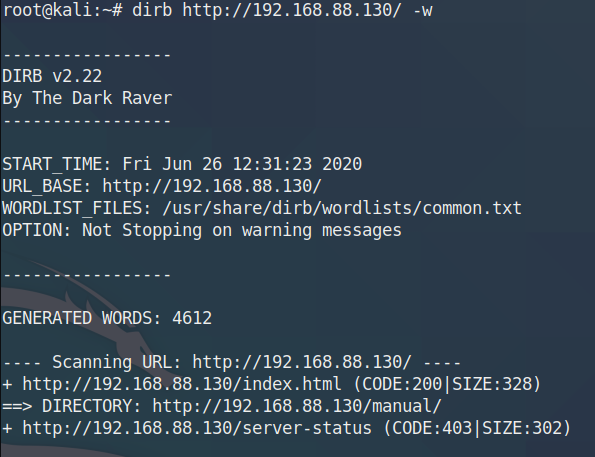 root@kali:~# dirb http://192.168.88.130/ -w
-----------------
DIRB v2.22
By The Dark Raver
-----------------
START_TIME: Fri Jun 26 12:31:23 2020
URL_BASE: http://192.168.88.130/
WORDLIST_FILES: /usr/share/dirb/wordlists/common.txt
OPTION: Not Stopping on warning messages
-----------------
GENERATED WORDS: 4612
---- Scanning URL: http://192.168.88.130/ ----
+ http://192.168.88.130/index.html (CODE:200|SIZE:328)
==> DIRECTORY: http://192.168.88.130/manual/
+ http://192.168.88.130/server-status (CODE:403|SIZE:302)